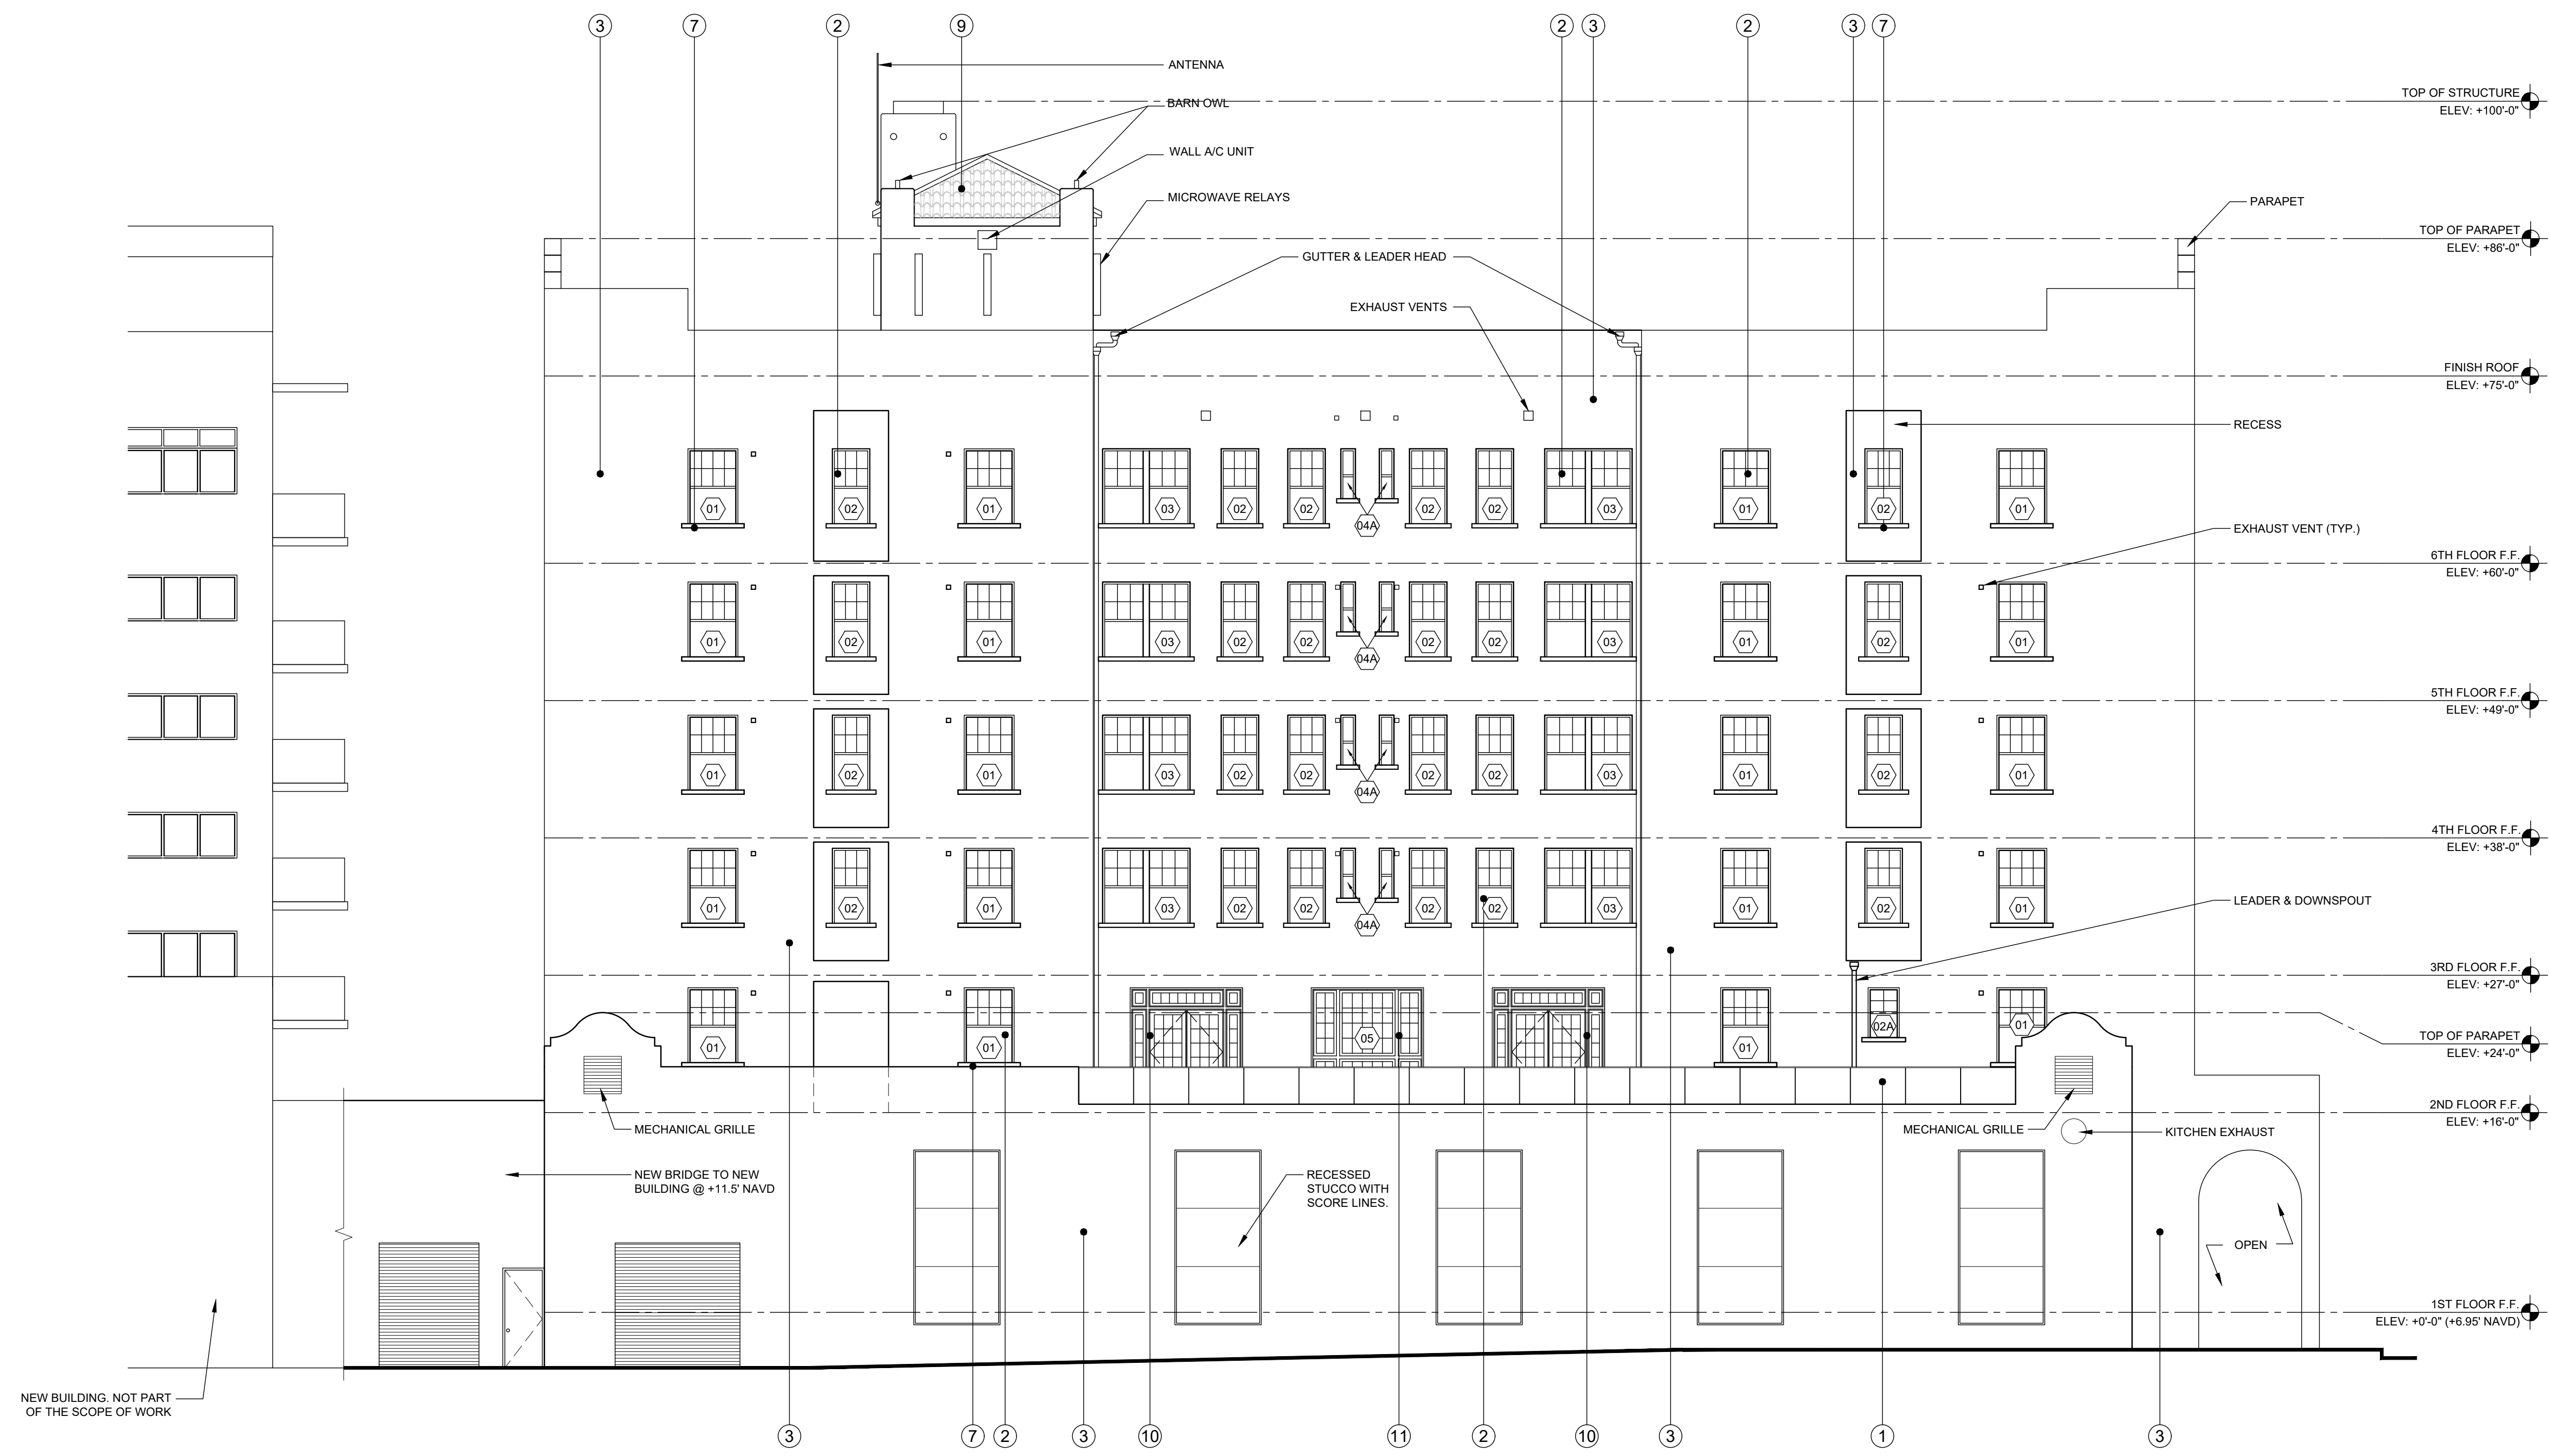 3 7 2 9 2 3 2 3 7
ANTENNA
TOP OF STRUCTURE
ELEV: +100'-0"
BARN OWL
WALL A/C UNIT
MICROWAVE RELAYS
PARAPET
TOP OF PARAPET
ELEV: +86'-0"
GUTTER & LEADER HEAD
EXHAUST VENTS
FINISH ROOF
ELEV: +75'-0"
RECESS
01 02 01 03 02 02 04A 02 02 03 01 02 01
EXHAUST VENT (TYP.)
6TH FLOOR F.F.
ELEV: +60'-0"
01 02 01 03 02 02 04A 02 02 03 01 02 01
5TH FLOOR F.F.
ELEV: +49'-0"
01 02 01 03 02 02 04A 02 02 03 01 02 01
4TH FLOOR F.F.
ELEV: +38'-0"
01 02 01 03 02 02 04A 02 02 03 01 02 01
LEADER & DOWNSPOUT
3RD FLOOR F.F.
ELEV: +27'-0"
01 01 05 01 02A 01
TOP OF PARAPET
ELEV: +24'-0"
2ND FLOOR F.F.
ELEV: +16'-0"
MECHANICAL GRILLE
MECHANICAL GRILLE
KITCHEN EXHAUST
NEW BRIDGE TO NEW
BUILDING @ +11.5' NAVD
RECESSED
STUCCO WITH
SCORE LINES.
OPEN
1ST FLOOR F.F.
ELEV: +0'-0" (+6.95' NAVD)
NEW BUILDING. NOT PART
OF THE SCOPE OF WORK
3 7 2 3 10 11 2 10 3 1 3